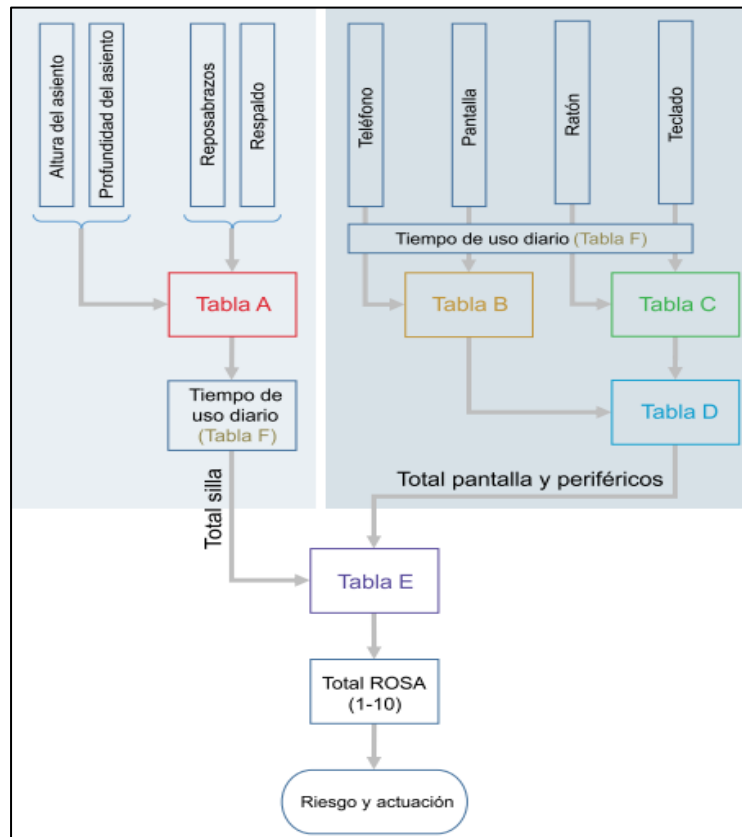 Altura del asiento
Profundidad del asiento
Reposabrazos
Respaldo
Teléfono
Pantalla
Ratón
Teclado
Tiempo de uso diario (Tabla F)
Tabla A
Tabla B
Tabla C
Tiempo de
uso diario
(Tabla F)
Tabla D
Total silla
Total pantalla y periféricos
Tabla E
Total ROSA
(1-10)
Riesgo y actuación